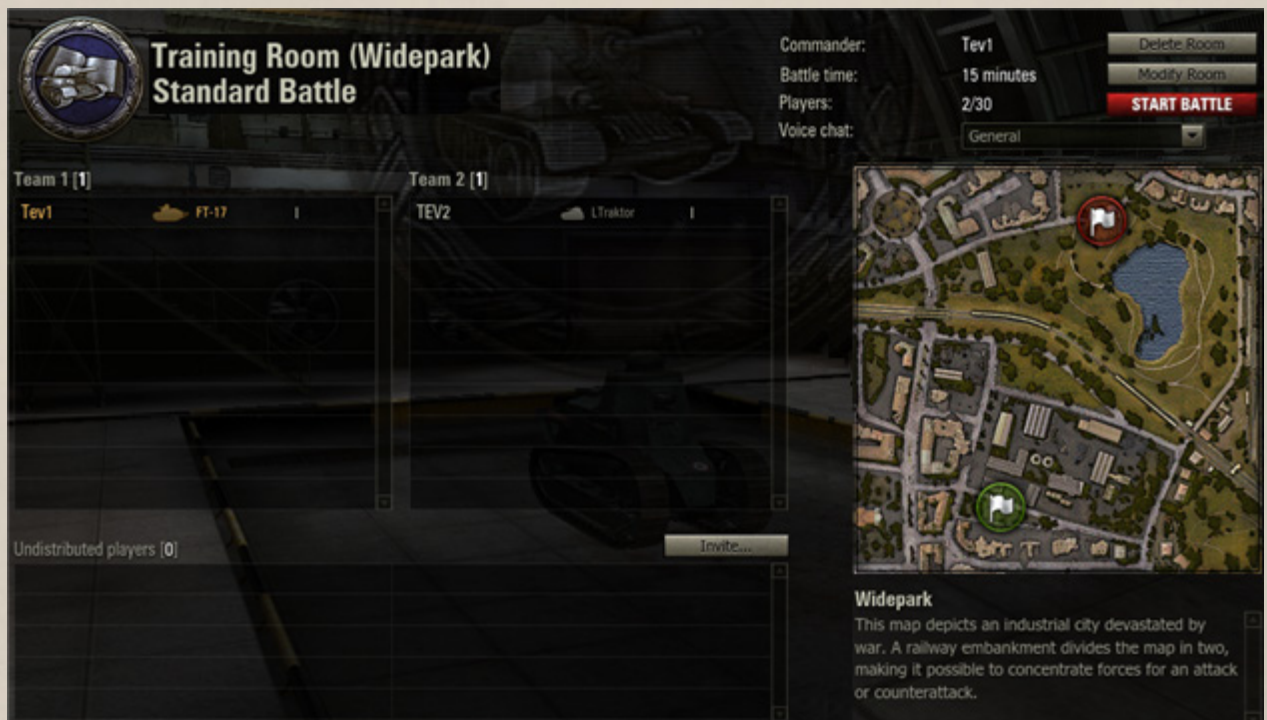 Training Room (Widepark)
Standard Battle
Commander: Tev1
Battle time: 15 minutes
Players: 2/30
Voice chat: General
Delete Room
Modify Room
START BATTLE
Team 1 [1]
Tev1 FT-17 I
Team 2 [1]
TEV2 LTraktor I
Undistributed players [0]
Invite...
Widepark
This map depicts an industrial city devastated by
war. A railway embankment divides the map in two,
making it possible to concentrate forces for an attack
or counterattack.